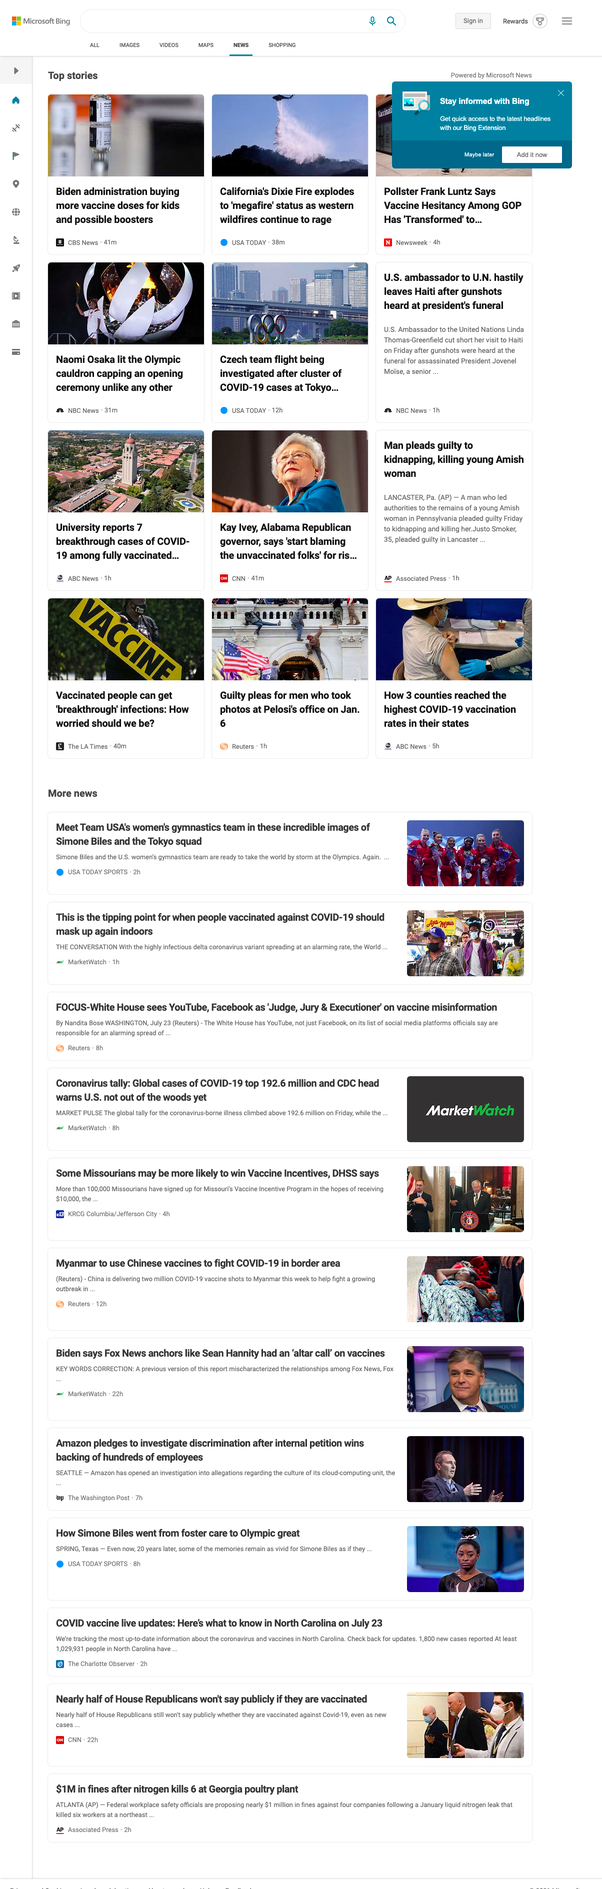 Microsoft Bing
Sign in
Rewards
ALL IMAGES VIDEOS MAPS NEWS SHOPPING
Top stories
Powered by Microsoft News
Stay informed with Bing
Get quick access to the latest headlines
with our Bing Extension
Maybe later
Add it now
Biden administration buying
more vaccine doses for kids
and possible boosters
CBS News · 41m
California's Dixie Fire explodes
to 'megafire' status as western
wildfires continue to rage
USA TODAY · 38m
Pollster Frank Luntz Says
Vaccine Hesitancy Among GOP
Has 'Transformed' to...
Newsweek · 4h
Naomi Osaka lit the Olympic
cauldron capping an opening
ceremony unlike any other
NBC News · 31m
Czech team flight being
investigated after cluster of
COVID-19 cases at Tokyo...
USA TODAY · 12h
U.S. ambassador to U.N. hastily
leaves Haiti after gunshots
heard at president's funeral
U.S. Ambassador to the United Nations Linda
Thomas-Greenfield cut short her visit to Haiti
on Friday after gunshots were heard at the
funeral for assassinated President Jovenel
Moïse, a senior ...
NBC News · 1h
University reports 7
breakthrough cases of COVID-
19 among fully vaccinated...
ABC News · 1h
Kay Ivey, Alabama Republican
governor, says 'start blaming
the unvaccinated folks' for ris...
CNN · 41m
Man pleads guilty to
kidnapping, killing young Amish
woman
LANCASTER, Pa. (AP) — A man who led
authorities to the remains of a young Amish
woman in Pennsylvania pleaded guilty Friday
to kidnapping and killing her.Justo Smoker,
35, pleaded guilty in Lancaster ...
AP Associated Press · 1h
VACCINE
Vaccinated people can get
'breakthrough' infections: How
worried should we be?
The LA Times · 40m
Guilty pleas for men who took
photos at Pelosi's office on Jan.
6
Reuters · 1h
How 3 counties reached the
highest COVID-19 vaccination
rates in their states
ABC News · 5h
More news
Meet Team USA's women's gymnastics team in these incredible images of
Simone Biles and the Tokyo squad
Simone Biles and the U.S. women's gymnastics team are ready to take the world by storm at the Olympics. Again. ...
USA TODAY SPORTS · 2h
This is the tipping point for when people vaccinated against COVID-19 should
mask up again indoors
THE CONVERSATION With the highly infectious delta coronavirus variant spreading at an alarming rate, the World ...
MarketWatch · 1h
FOCUS-White House sees YouTube, Facebook as 'Judge, Jury & Executioner' on vaccine misinformation
By Nandita Bose WASHINGTON, July 23 (Reuters) - The White House has YouTube, not just Facebook, on its list of social media platforms officials say are
responsible for an alarming spread of ...
Reuters · 8h
Coronavirus tally: Global cases of COVID-19 top 192.6 million and CDC head
warns U.S. not out of the woods yet
MARKET PULSE The global tally for the coronavirus-borne illness climbed above 192.6 million on Friday, while the ...
MarketWatch · 8h
MarketWatch
Some Missourians may be more likely to win Vaccine Incentives, DHSS says
More than 100,000 Missourians have signed up for Missouri's Vaccine Incentive Program in the hopes of receiving
$10,000, the ...
KRCG Columbia/Jefferson City · 4h
Myanmar to use Chinese vaccines to fight COVID-19 in border area
(Reuters) - China is delivering two million COVID-19 vaccine shots to Myanmar this week to help fight a growing
outbreak in ...
Reuters · 12h
Biden says Fox News anchors like Sean Hannity had an 'altar call' on vaccines
KEY WORDS CORRECTION: A previous version of this report mischaracterized the relationships among Fox News, Fox
...
MarketWatch · 22h
Amazon pledges to investigate discrimination after internal petition wins
backing of hundreds of employees
SEATTLE — Amazon has opened an investigation into allegations regarding the culture of its cloud-computing unit, the
...
wp The Washington Post · 7h
How Simone Biles went from foster care to Olympic great
SPRING, Texas — Even now, 20 years later, some of the memories remain as vivid for Simone Biles as if they ...
USA TODAY SPORTS · 8h
COVID vaccine live updates: Here's what to know in North Carolina on July 23
We're tracking the most up-to-date information about the coronavirus and vaccines in North Carolina. Check back for updates. 1,800 new cases reported At least
1,029,931 people in North Carolina have ...
The Charlotte Observer · 2h
Nearly half of House Republicans won't say publicly if they are vaccinated
Nearly half of House Republicans still won't say publicly whether they are vaccinated against Covid-19, even as new
cases ...
CNN · 22h
$1M in fines after nitrogen kills 6 at Georgia poultry plant
ATLANTA (AP) — Federal workplace safety officials are proposing nearly $1 million in fines against four companies following a January liquid nitrogen leak that
killed six workers at a northeast ...
AP Associated Press · 2h